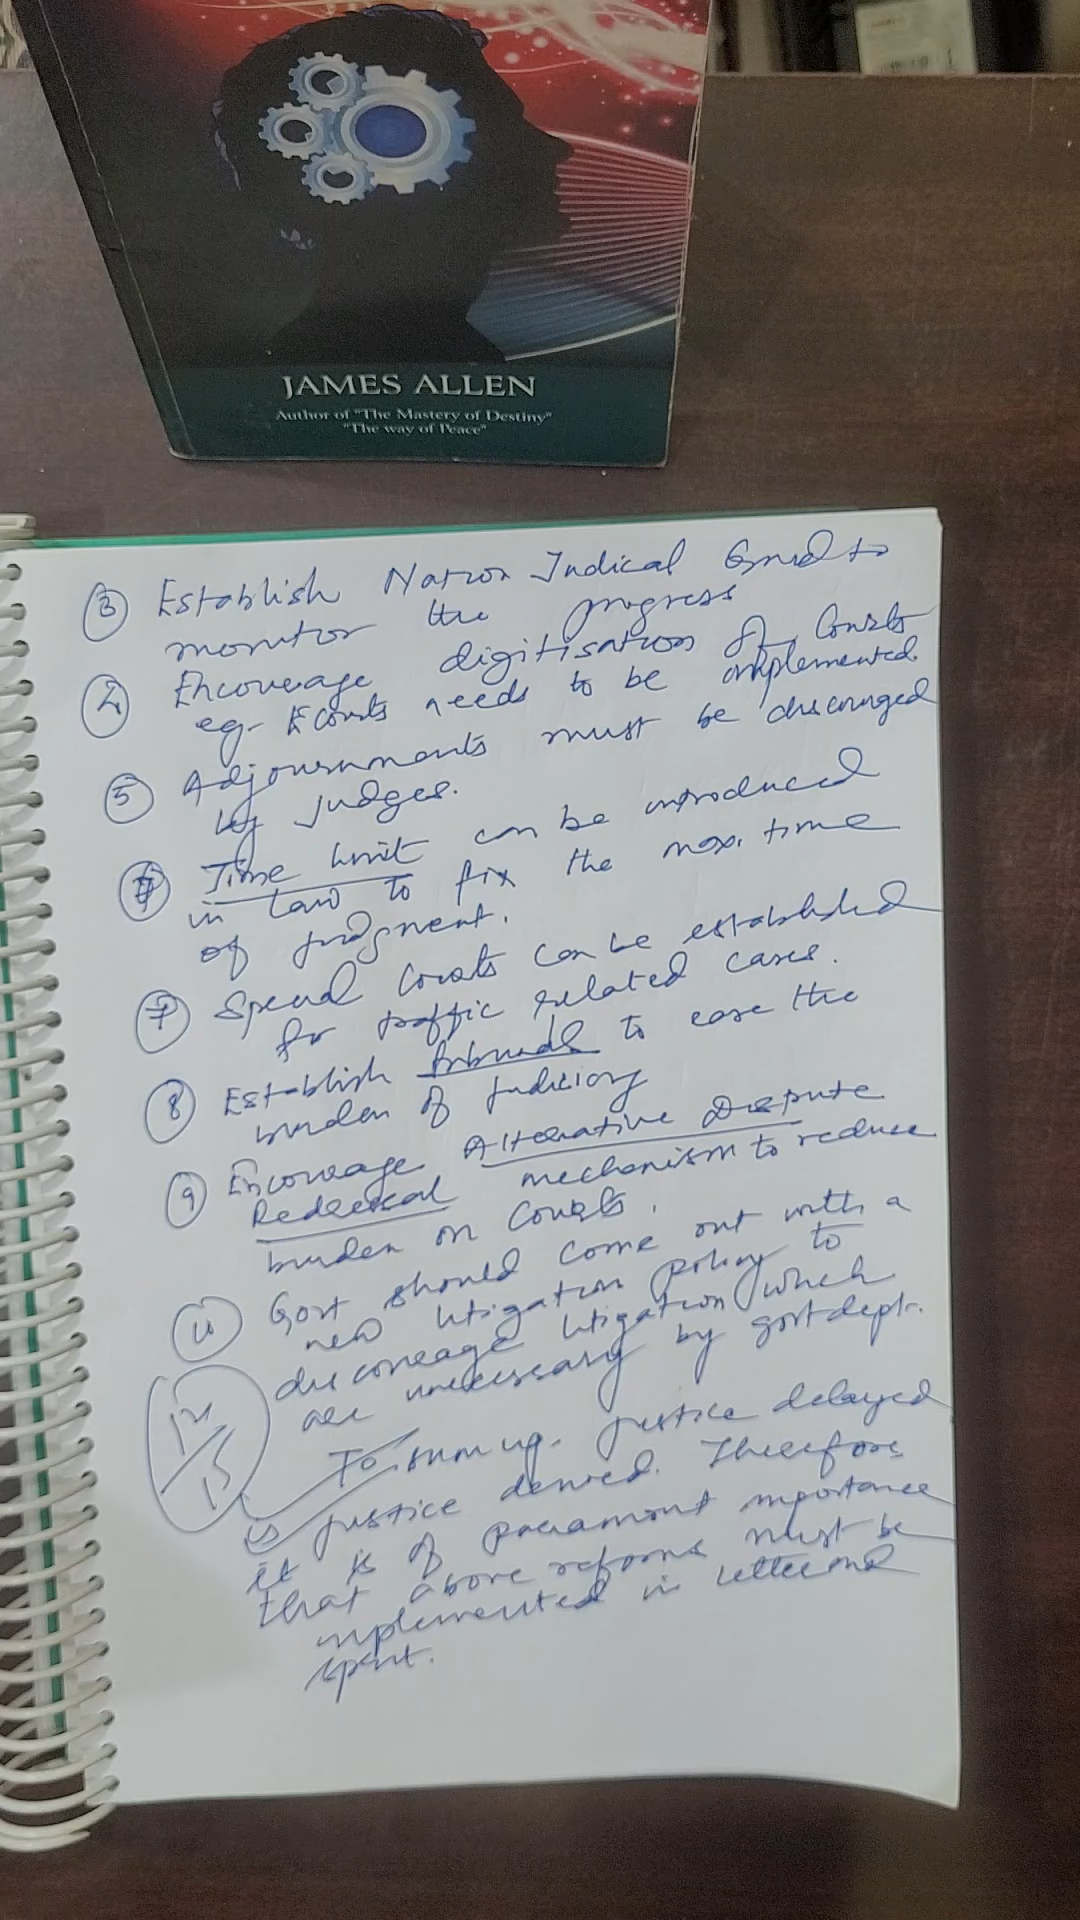 JAMES ALLEN
Author of "The Mastery of Destiny"
"The way of Peace"
③ Establish Nation Judical Grid to
monitor the progress
④ Encourage digitisation of Courts
eg- E courts needs to be implemented.
⑤ Adjournments must be discouraged
by judges.
Time limit can be introduced
in law to fix the max. time
of judgment.
⑦ Special Courts can be established
for traffic related cases.
⑧ Establish tribunals to ease the
burden of judiciary
⑨ Encourage Alternative Dispute
Redressal mechanism to reduce
burden on courts.
⑩ Govt should come out with a
new litigation policy to
discourage litigation which
are unnecessary by govt dept.
12/15
To sum up, justice delayed
is justice denied. Therefore
it is of paramount importance
that above reforms must be
implemented in letter and
spirit.